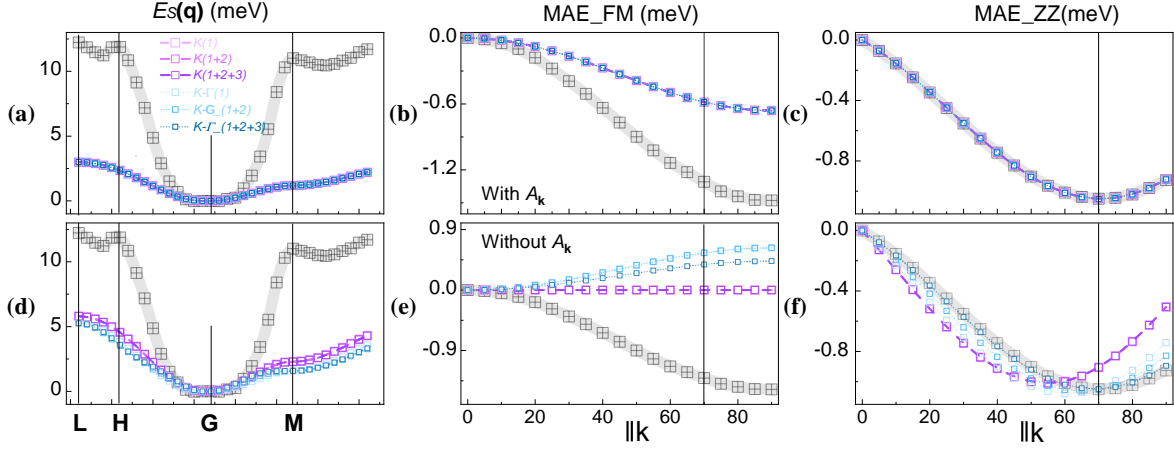 Es(q) (meV)
MAE_FM (meV)
MAE_ZZ(meV)
(a)
10
5
0
K(1)
K(1+2)
K(1+2+3)
K-Γ(1)
K-G_(1+2)
K-Γ_(1+2+3)
(b)
0.0
-0.6
-1.2
With Ak
(c)
0.0
-0.4
-0.8
(d)
10
5
0
L H G M
(e)
0.9
0.0
-0.9
Without Ak
0 20 40 60 80
||k
(f)
0.0
-0.4
-0.8
0 20 40 60 80
||k